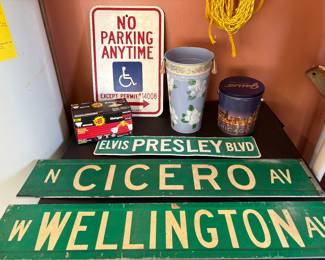 NO
PARKING
ANYTIME
EXCEPT PERMIT #14008
ELVIS PRESLEY BLVD
N CICERO AV
W WELLINGTON AV